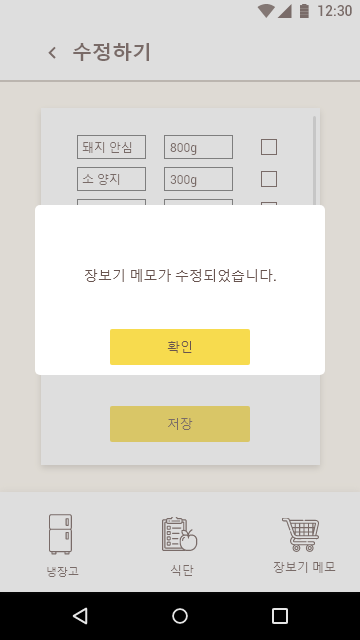 12:30
수정하기
돼지 안심 800g
소 양지 300g
장보기 메모가 수정되었습니다.
확인
저장
냉장고 식단 장보기 메모